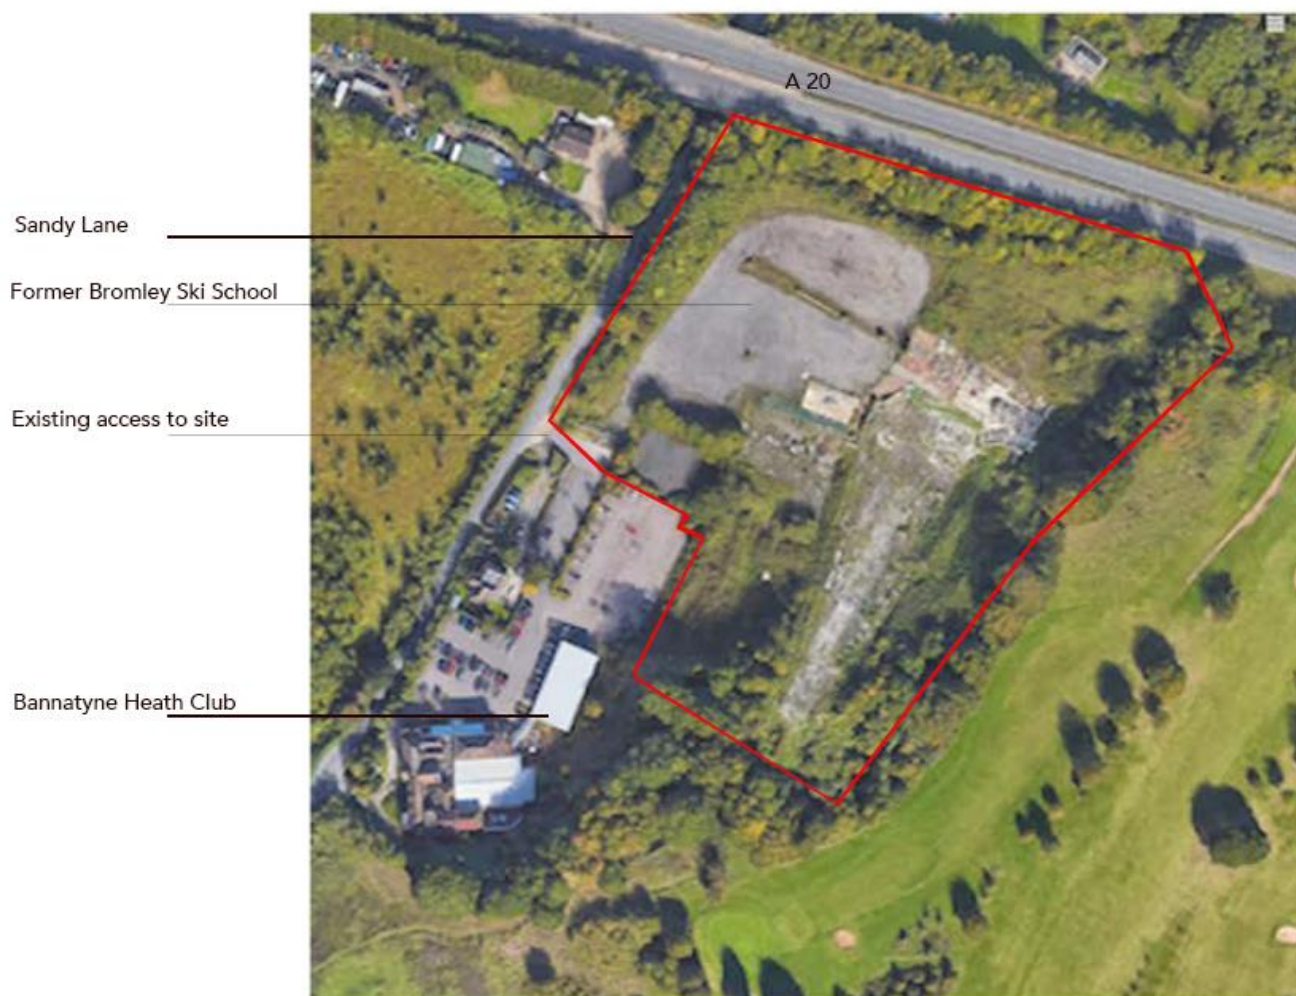 A 20
Sandy Lane
Former Bromley Ski School
Existing access to site
Bannatyne Heath Club